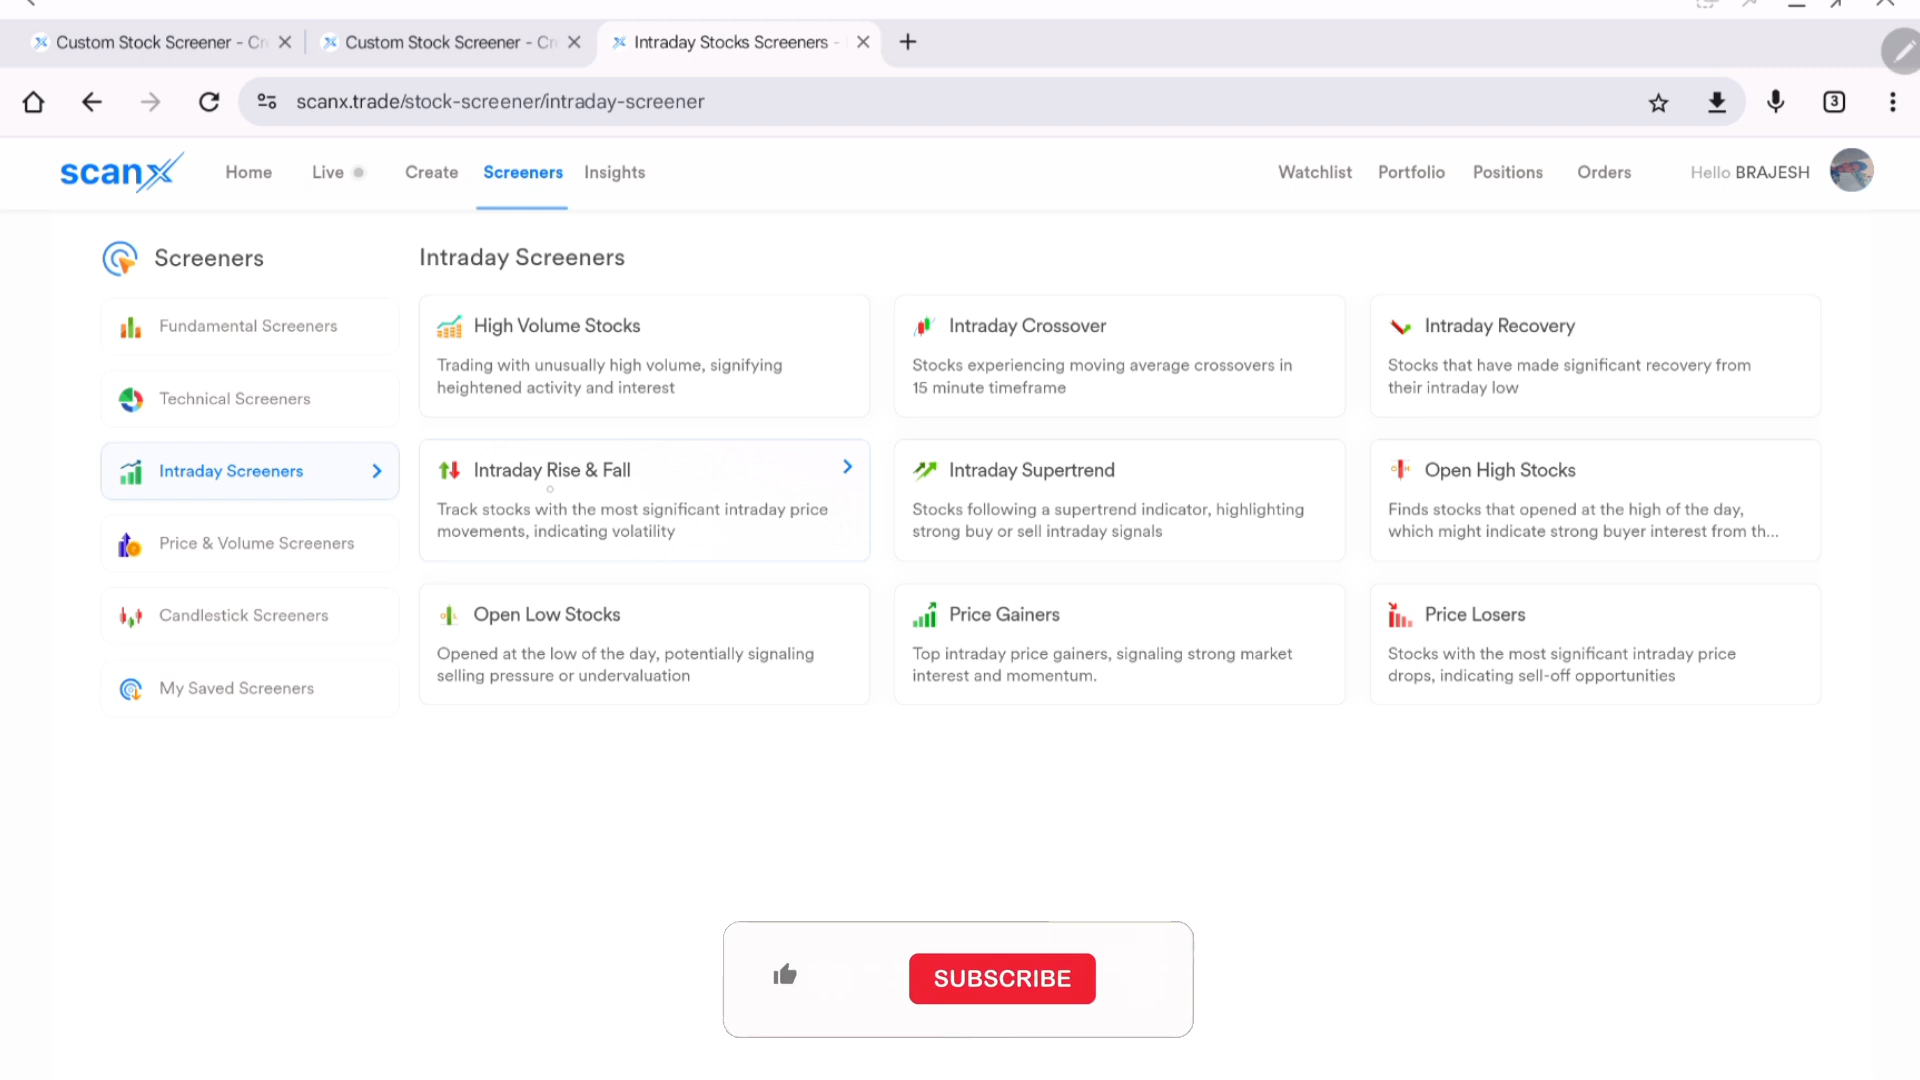 Custom Stock Screener - Cr
Custom Stock Screener - Cr
Intraday Stocks Screeners -
scanx.trade/stock-screener/intraday-screener
3
scanx
Home
Live
Create
Screeners
Insights
Watchlist
Portfolio
Positions
Orders
Hello BRAJESH
Screeners
Fundamental Screeners
Technical Screeners
Intraday Screeners
Price & Volume Screeners
Candlestick Screeners
My Saved Screeners
Intraday Screeners
High Volume Stocks
Trading with unusually high volume, signifying
heightened activity and interest
Intraday Crossover
Stocks experiencing moving average crossovers in
15 minute timeframe
Intraday Recovery
Stocks that have made significant recovery from
their intraday low
Intraday Rise & Fall
Track stocks with the most significant intraday price
movements, indicating volatility
Intraday Supertrend
Stocks following a supertrend indicator, highlighting
strong buy or sell intraday signals
Open High Stocks
Finds stocks that opened at the high of the day,
which might indicate strong buyer interest from th...
Open Low Stocks
Opened at the low of the day, potentially signaling
selling pressure or undervaluation
Price Gainers
Top intraday price gainers, signaling strong market
interest and momentum.
Price Losers
Stocks with the most significant intraday price
drops, indicating sell-off opportunities
SUBSCRIBE